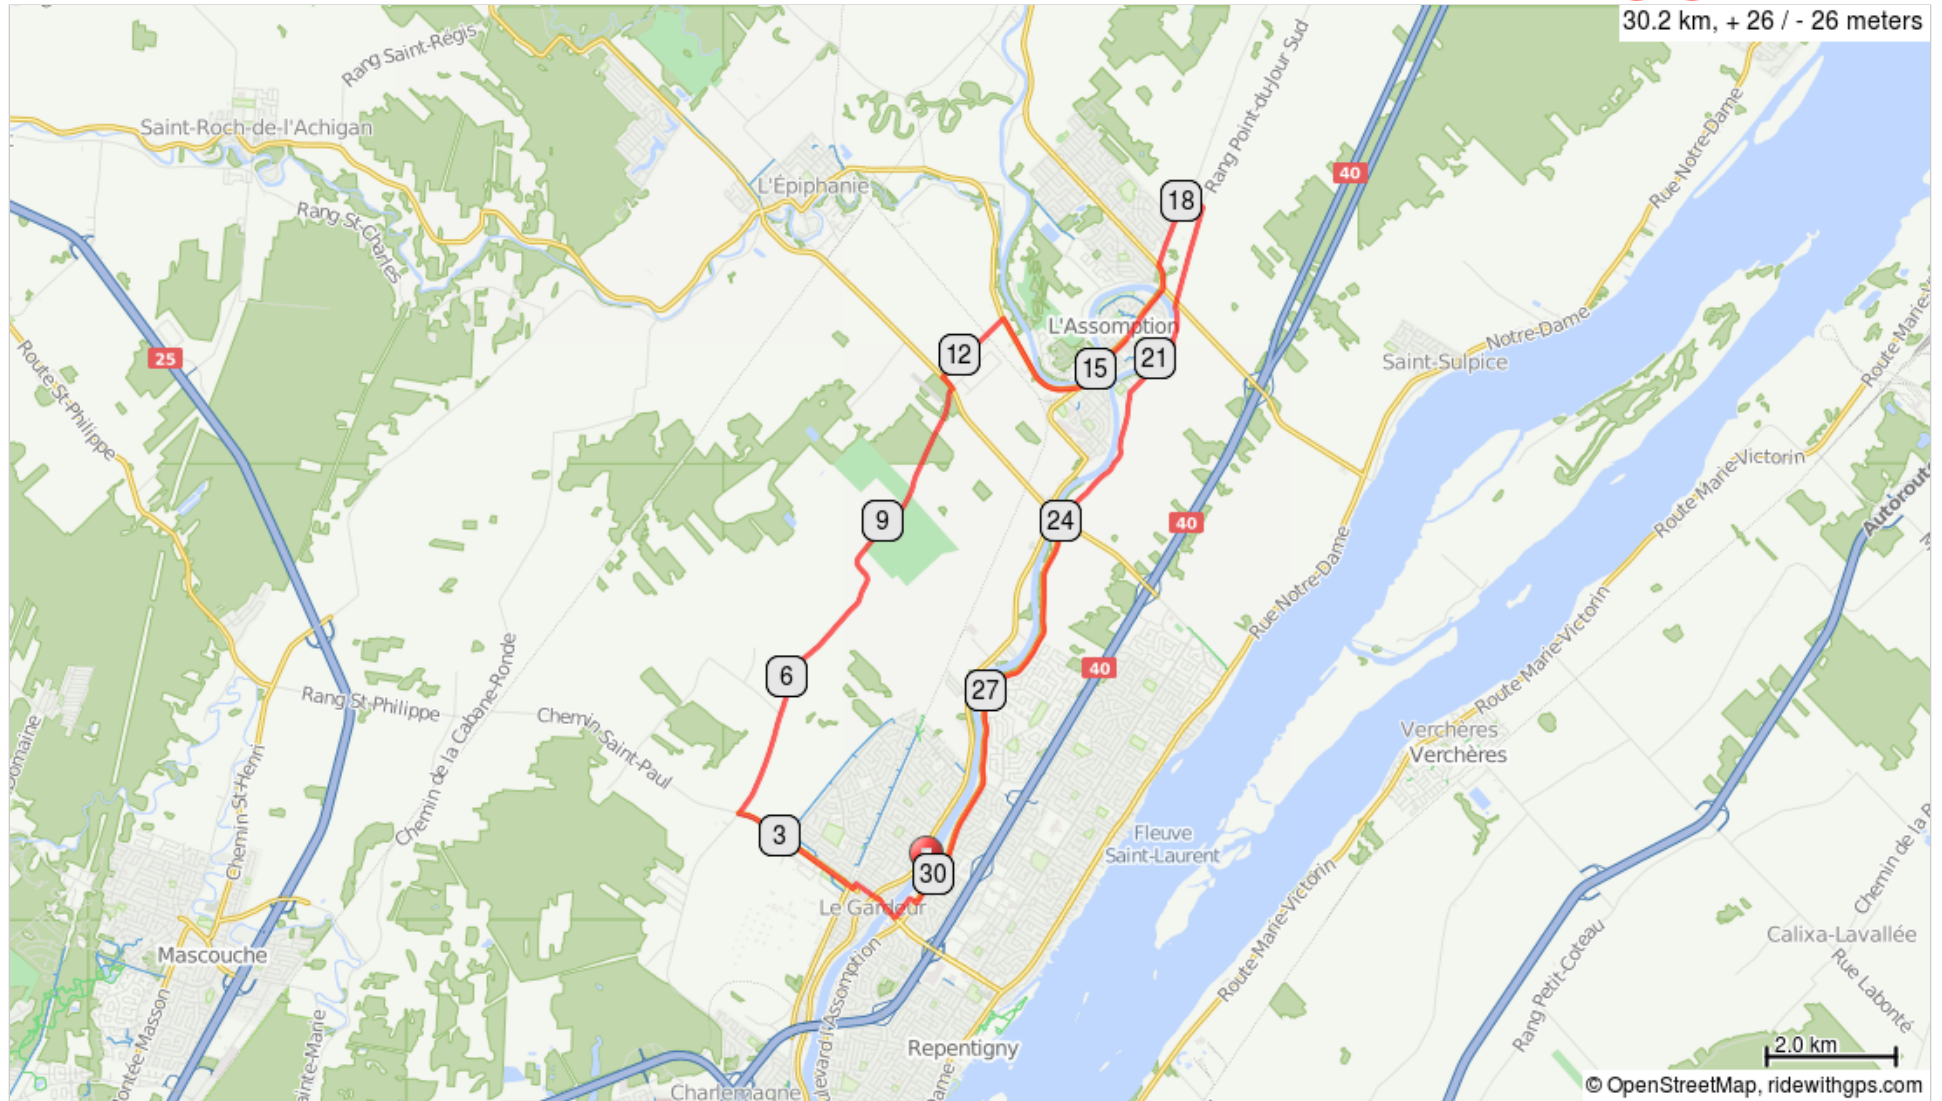 30.2 km, + 26 / - 26 meters
Rang Saint-Régis
Rang Point-du-Jour Sud
Saint-Roch-de-l'Achigan
Rue Notre-Dame
40
L'Épiphanie
18
Rang St-Charles
L'Assomption
Notre-Dame
12
21
15
Saint-Sulpice
25
Route St-Philippe
Route Marie-Victorin
9
24
40
Autoroute
Rue Notre-Dame
Route Marie-Victorin
6
40
27
Rang St-Philippe
Chemin Saint-Paul
Chemin de la Cabane-Ronde
Chemin St-Henri
Verchères
Verchères
3
Fleuve
Saint-Laurent
30
Le Gardeur
Route Marie-Victorin
Chemin de la
Mascouche
Calixa-Lavallée
Rang Petit-Coteau
Rue Labonté
Repentigny
Charlemagne
2.0 km
© OpenStreetMap, ridewithgps.com